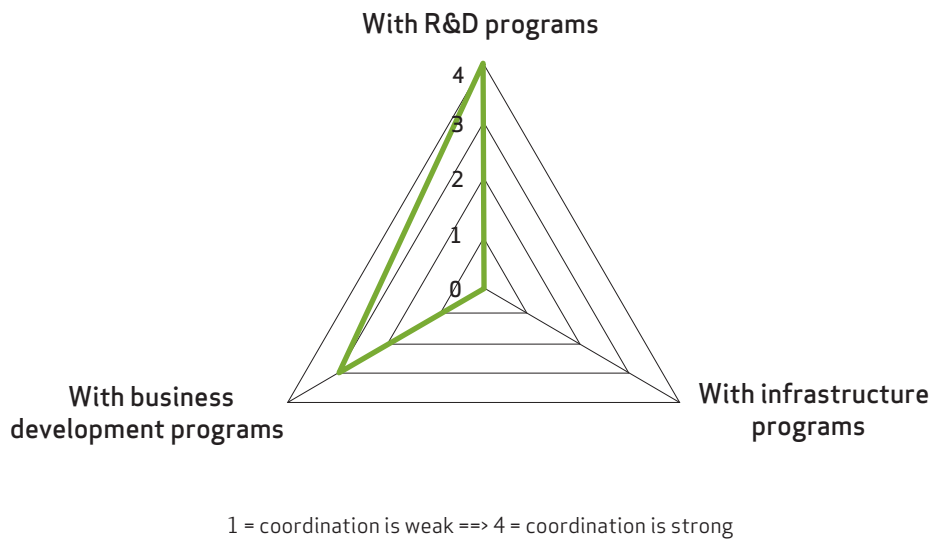 With R&D programs
4
3
2
1
0
With business
development programs
With infrastructure
programs
1 = coordination is weak ==> 4 = coordination is strong